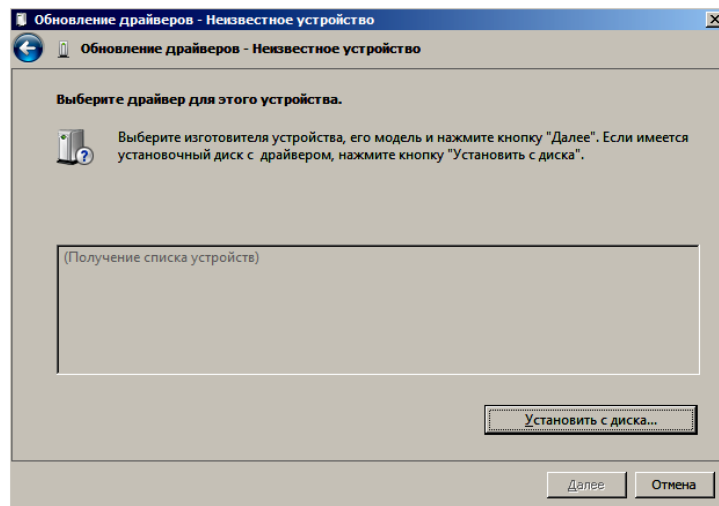 Обновление драйверов - Неизвестное устройство
Обновление драйверов - Неизвестное устройство
Выберите драйвер для этого устройства.
Выберите изготовителя устройства, его модель и нажмите кнопку "Далее". Если имеется
установочный диск с драйвером, нажмите кнопку "Установить с диска".
(Получение списка устройств)
Установить с диска...
Далее
Отмена